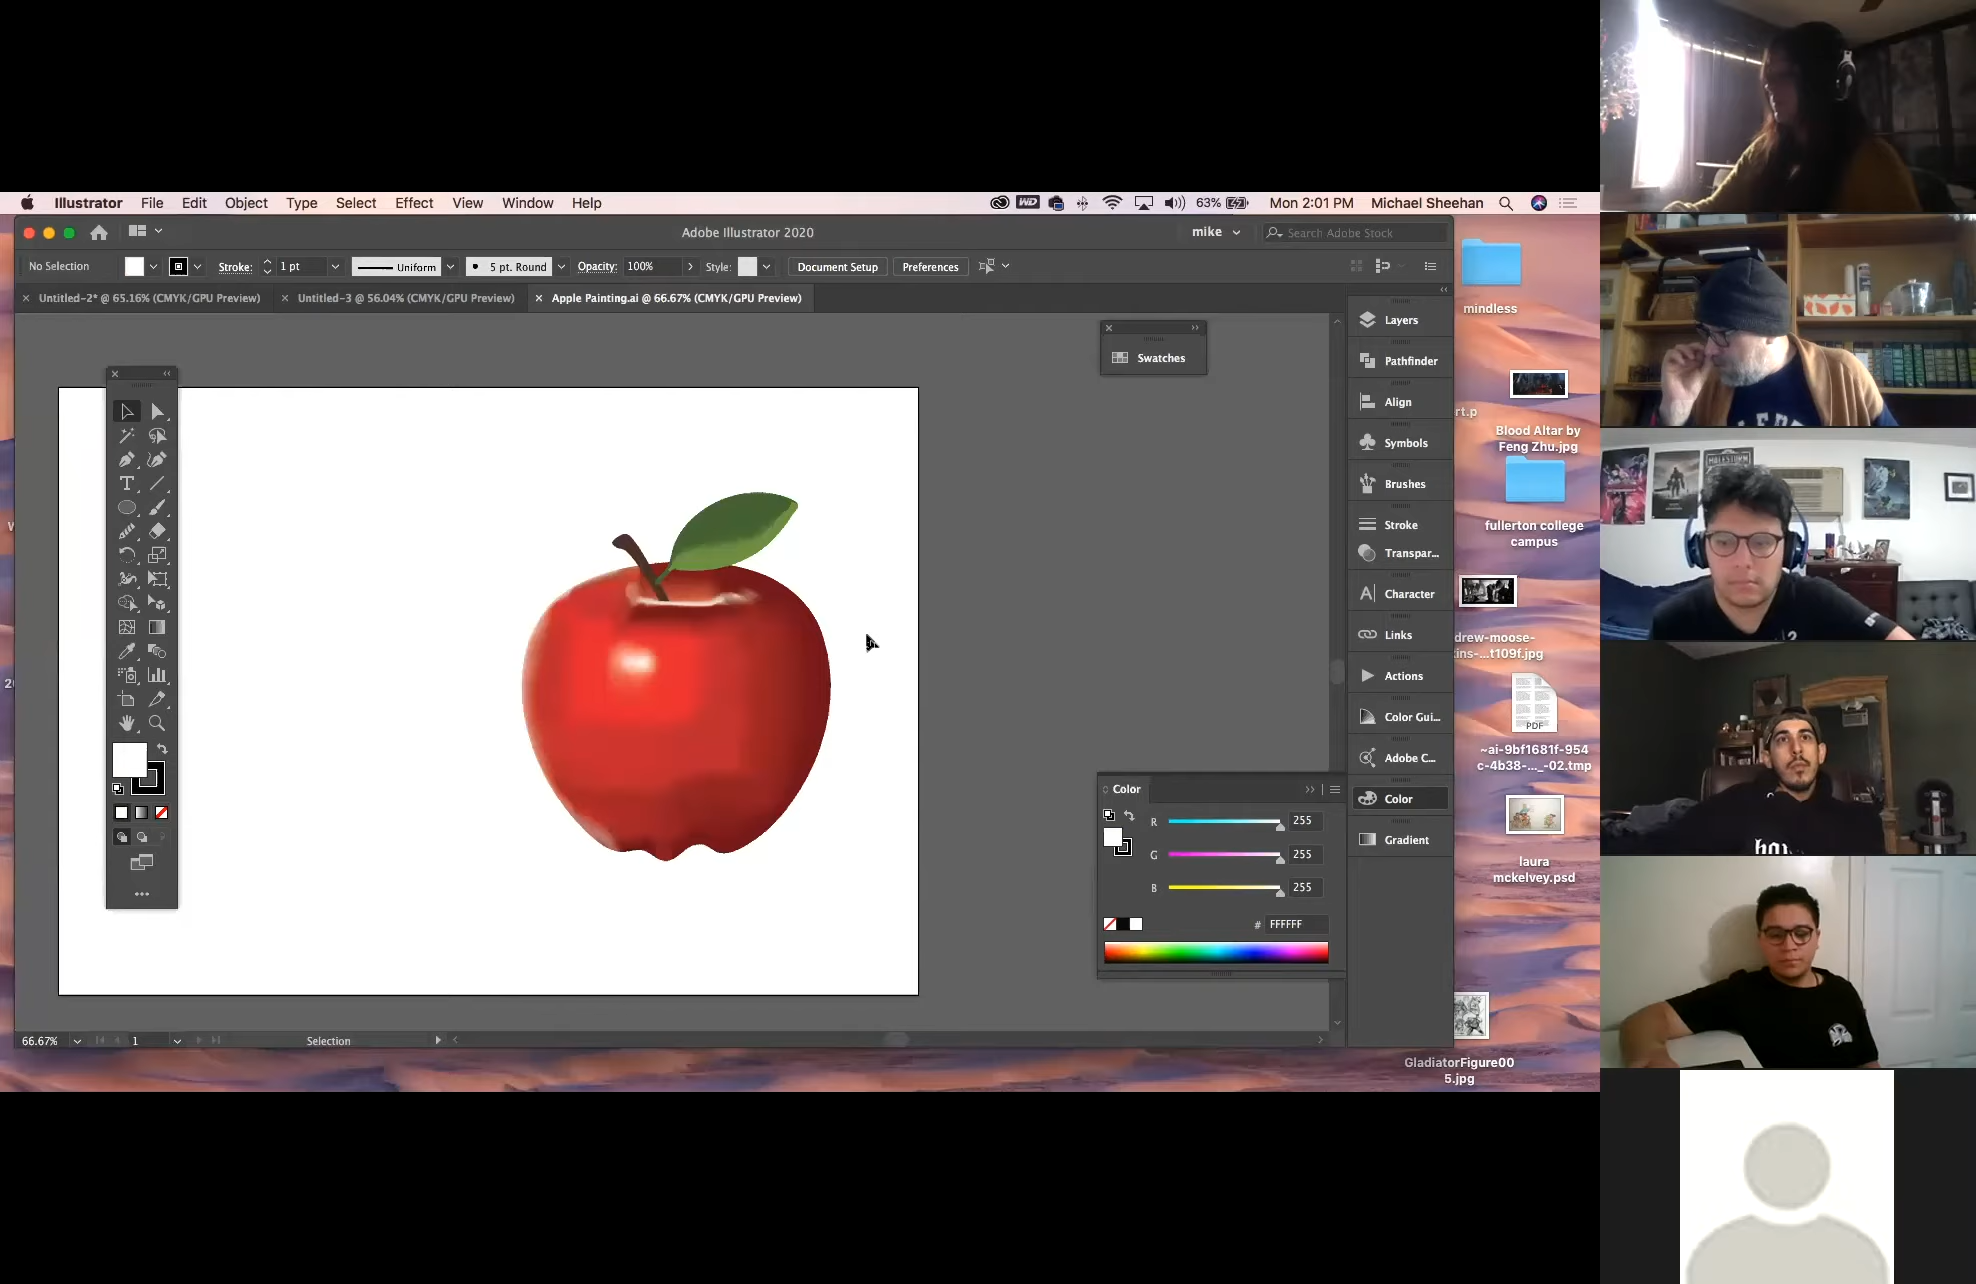 Illustrator File Edit Object Type Select Effect View Window Help 63% Mon 2:01 PM Michael Sheehan
Adobe Illustrator 2020 mike Search Adobe Stock
No Selection Stroke: 1 pt Uniform 5 pt. Round Opacity: 100% Style: Document Setup Preferences
Untitled-2* @ 65.16% (CMYK/GPU Preview) Untitled-3 @ 56.04% (CMYK/GPU Preview) Apple Painting.ai @ 66.67% (CMYK/GPU Preview)
Swatches
Layers
Pathfinder
Align
Symbols
Brushes
Stroke
Transpar...
Character
Links
Actions
Color Gui...
Adobe C...
Color
Gradient
Color
R 255
G 255
B 255
# FFFFFF
66.67% 1 Selection
mindless
rt.p
Blood Altar by
Feng Zhu.jpg
fullerton college
campus
drew-moose-
ins-...t109f.jpg
PDF
~ai-9bf1681f-954
c-4b38-..._-02.tmp
laura
mckelvey.psd
GladiatorFigure00
5.jpg
HALESTORM